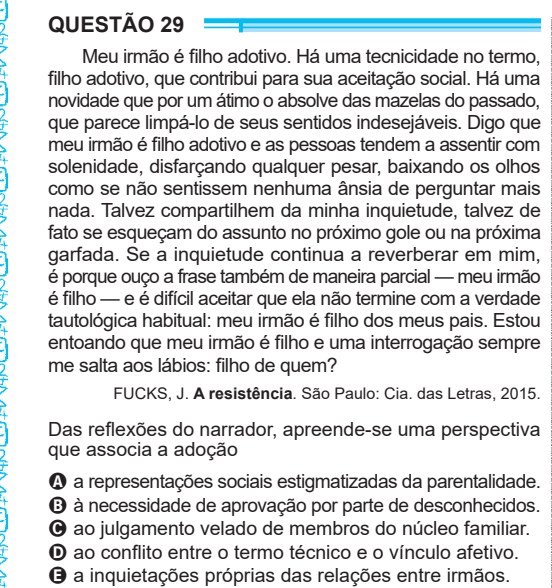 QUESTÃO 29
Meu irmão é filho adotivo. Há uma tecnicidade no termo,
filho adotivo, que contribui para sua aceitação social. Há uma
novidade que por um átimo o absolve das mazelas do passado,
que parece limpá-lo de seus sentidos indesejáveis. Digo que
meu irmão é filho adotivo e as pessoas tendem a assentir com
solenidade, disfarçando qualquer pesar, baixando os olhos
como se não sentissem nenhuma ânsia de perguntar mais
nada. Talvez compartilhem da minha inquietude, talvez de
fato se esqueçam do assunto no próximo gole ou na próxima
garfada. Se a inquietude continua a reverberar em mim,
é porque ouço a frase também de maneira parcial — meu irmão
é filho — e é difícil aceitar que ela não termine com a verdade
tautológica habitual: meu irmão é filho dos meus pais. Estou
entoando que meu irmão é filho e uma interrogação sempre
me salta aos lábios: filho de quem?
FUCKS, J. A resistência. São Paulo: Cia. das Letras, 2015.
Das reflexões do narrador, apreende-se uma perspectiva
que associa a adoção
A a representações sociais estigmatizadas da parentalidade.
B à necessidade de aprovação por parte de desconhecidos.
C ao julgamento velado de membros do núcleo familiar.
D ao conflito entre o termo técnico e o vínculo afetivo.
E a inquietações próprias das relações entre irmãos.